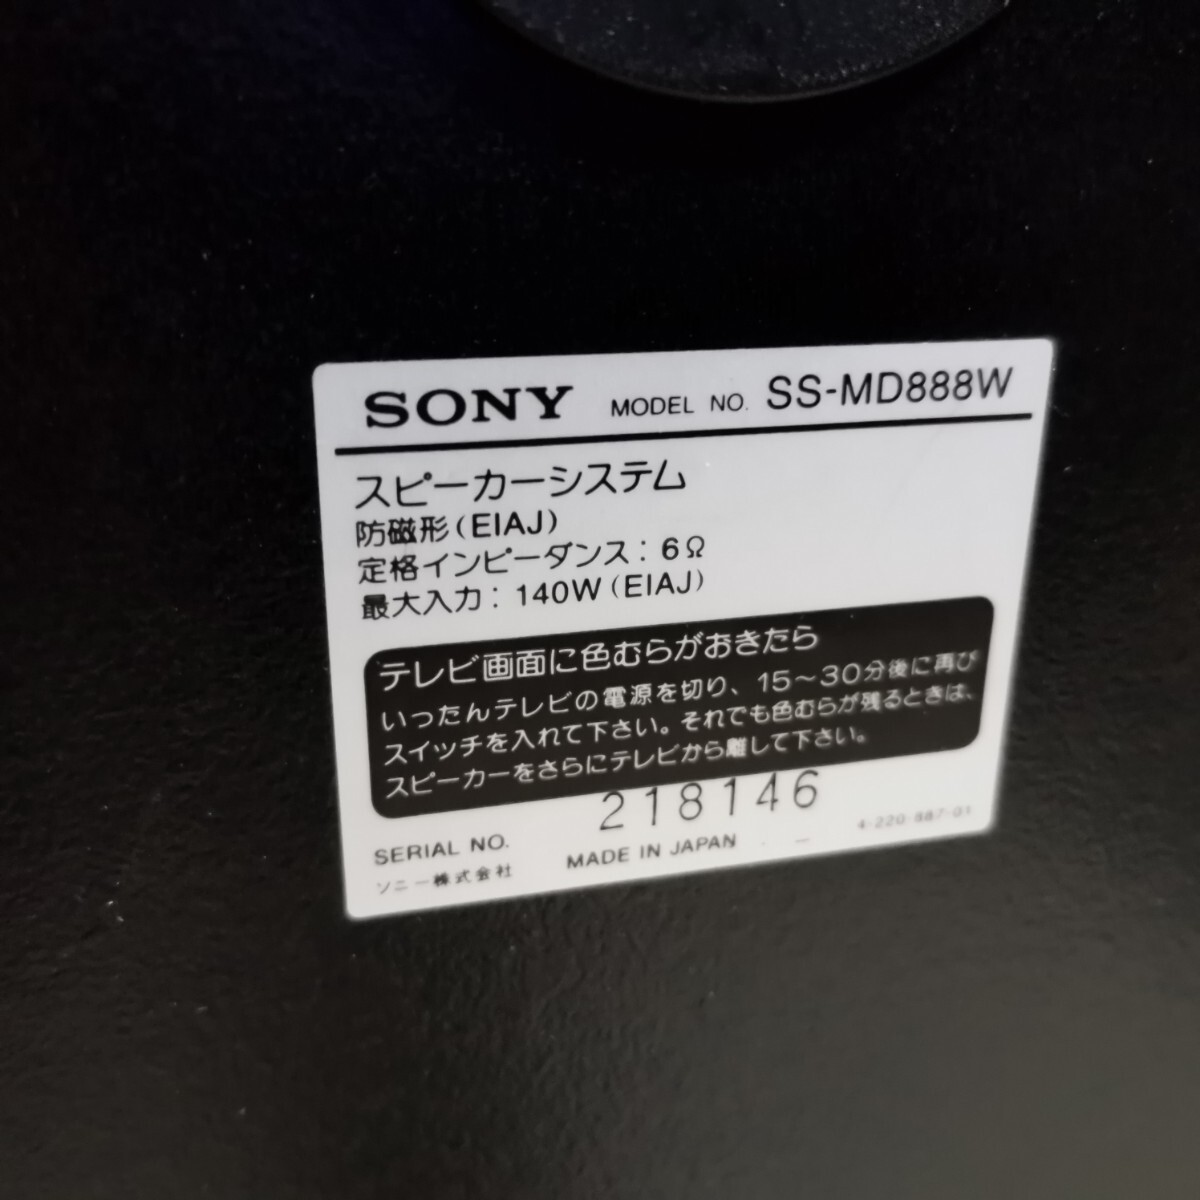 SONY MODEL NO. SS-MD888W
スピーカーシステム
防磁形(EIAJ)
定格インピーダンス: 6Ω
最大入力: 140W(EIAJ)
テレビ画面に色むらがおきたら
いったんテレビの電源を切り、15～30分後に再び
スイッチを入れて下さい。それでも色むらが残るときは、
スピーカーをさらにテレビから離して下さい。
SERIAL NO. 218146
ソニー株式会社 MADE IN JAPAN 4-220-887-01